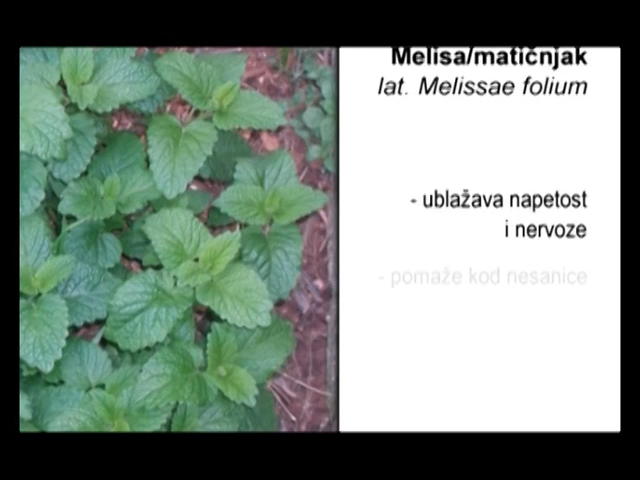 Melisa/matičnjak
lat. Melissae folium
- ublažava napetost
i nervoze
- pomaže kod nesanice